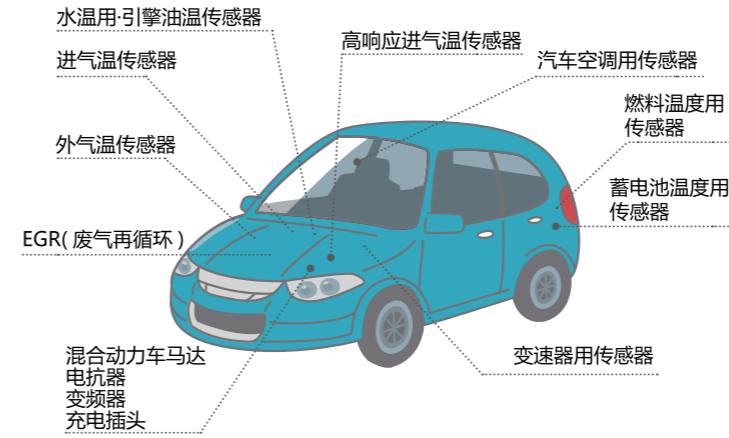 水温用·引擎油温传感器
高响应进气温传感器
进气温传感器
汽车空调用传感器
燃料温度用
传感器
外气温传感器
蓄电池温度用
传感器
EGR( 废气再循环 )
混合动力车马达
电抗器
变频器
充电插头
变速器用传感器